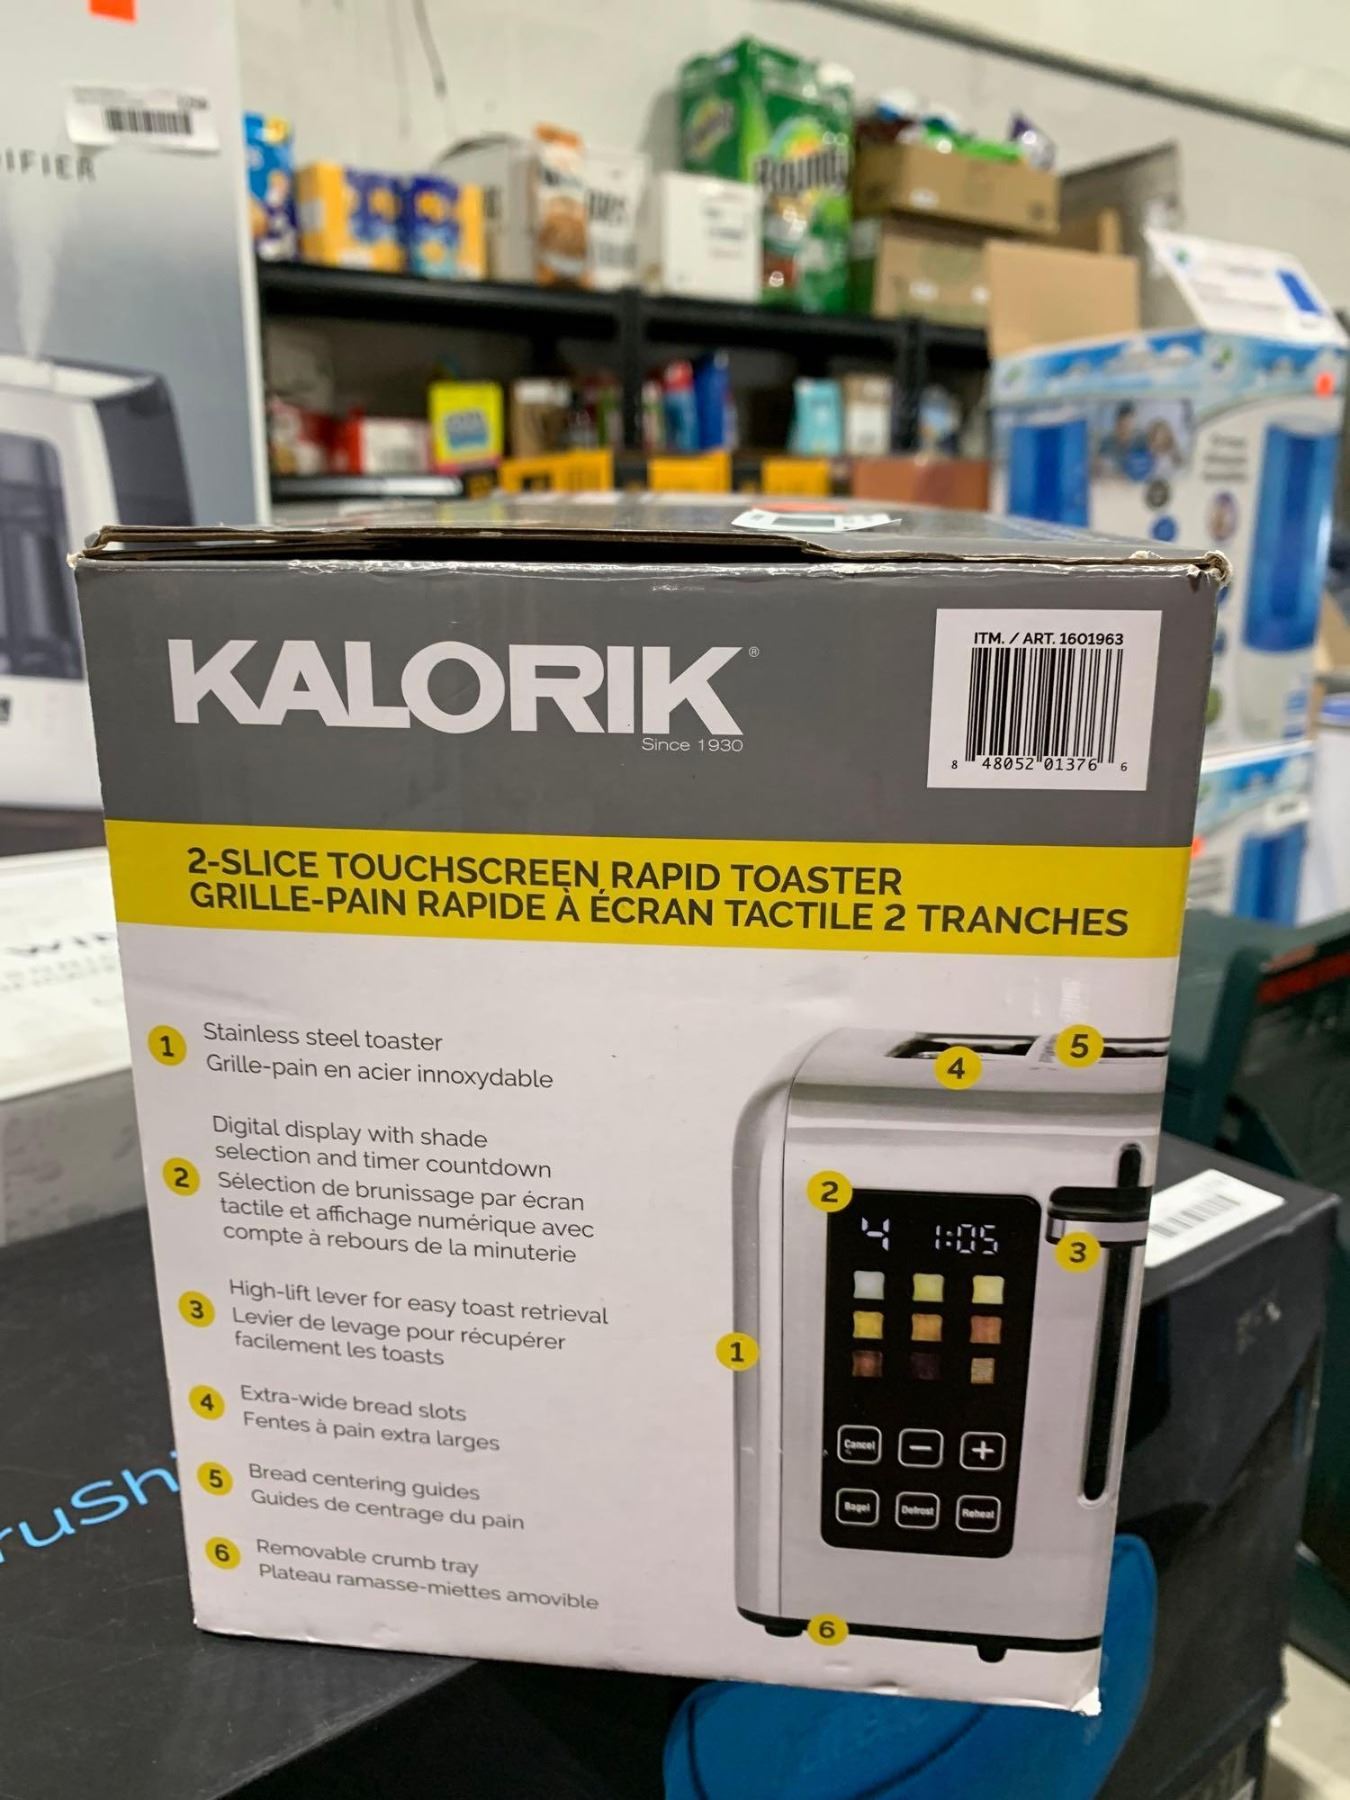 IFIER
Bounty
KALORIK®
Since 1930
ITM. / ART. 1601963
8 48052 01376 6
2-SLICE TOUCHSCREEN RAPID TOASTER
GRILLE-PAIN RAPIDE À ÉCRAN TACTILE 2 TRANCHES
1
Stainless steel toaster
Grille-pain en acier innoxydable
2
Digital display with shade
selection and timer countdown
Sélection de brunissage par écran
tactile et affichage numérique avec
compte à rebours de la minuterie
3
High-lift lever for easy toast retrieval
Levier de levage pour récupérer
facilement les toasts
4
Extra-wide bread slots
Fentes à pain extra larges
5
Bread centering guides
Guides de centrage du pain
6
Removable crumb tray
Plateau ramasse-miettes amovible
5
4
2
4 1:05
3
1
Cancel − +
Bagel Defrost Reheat
6
ruShi